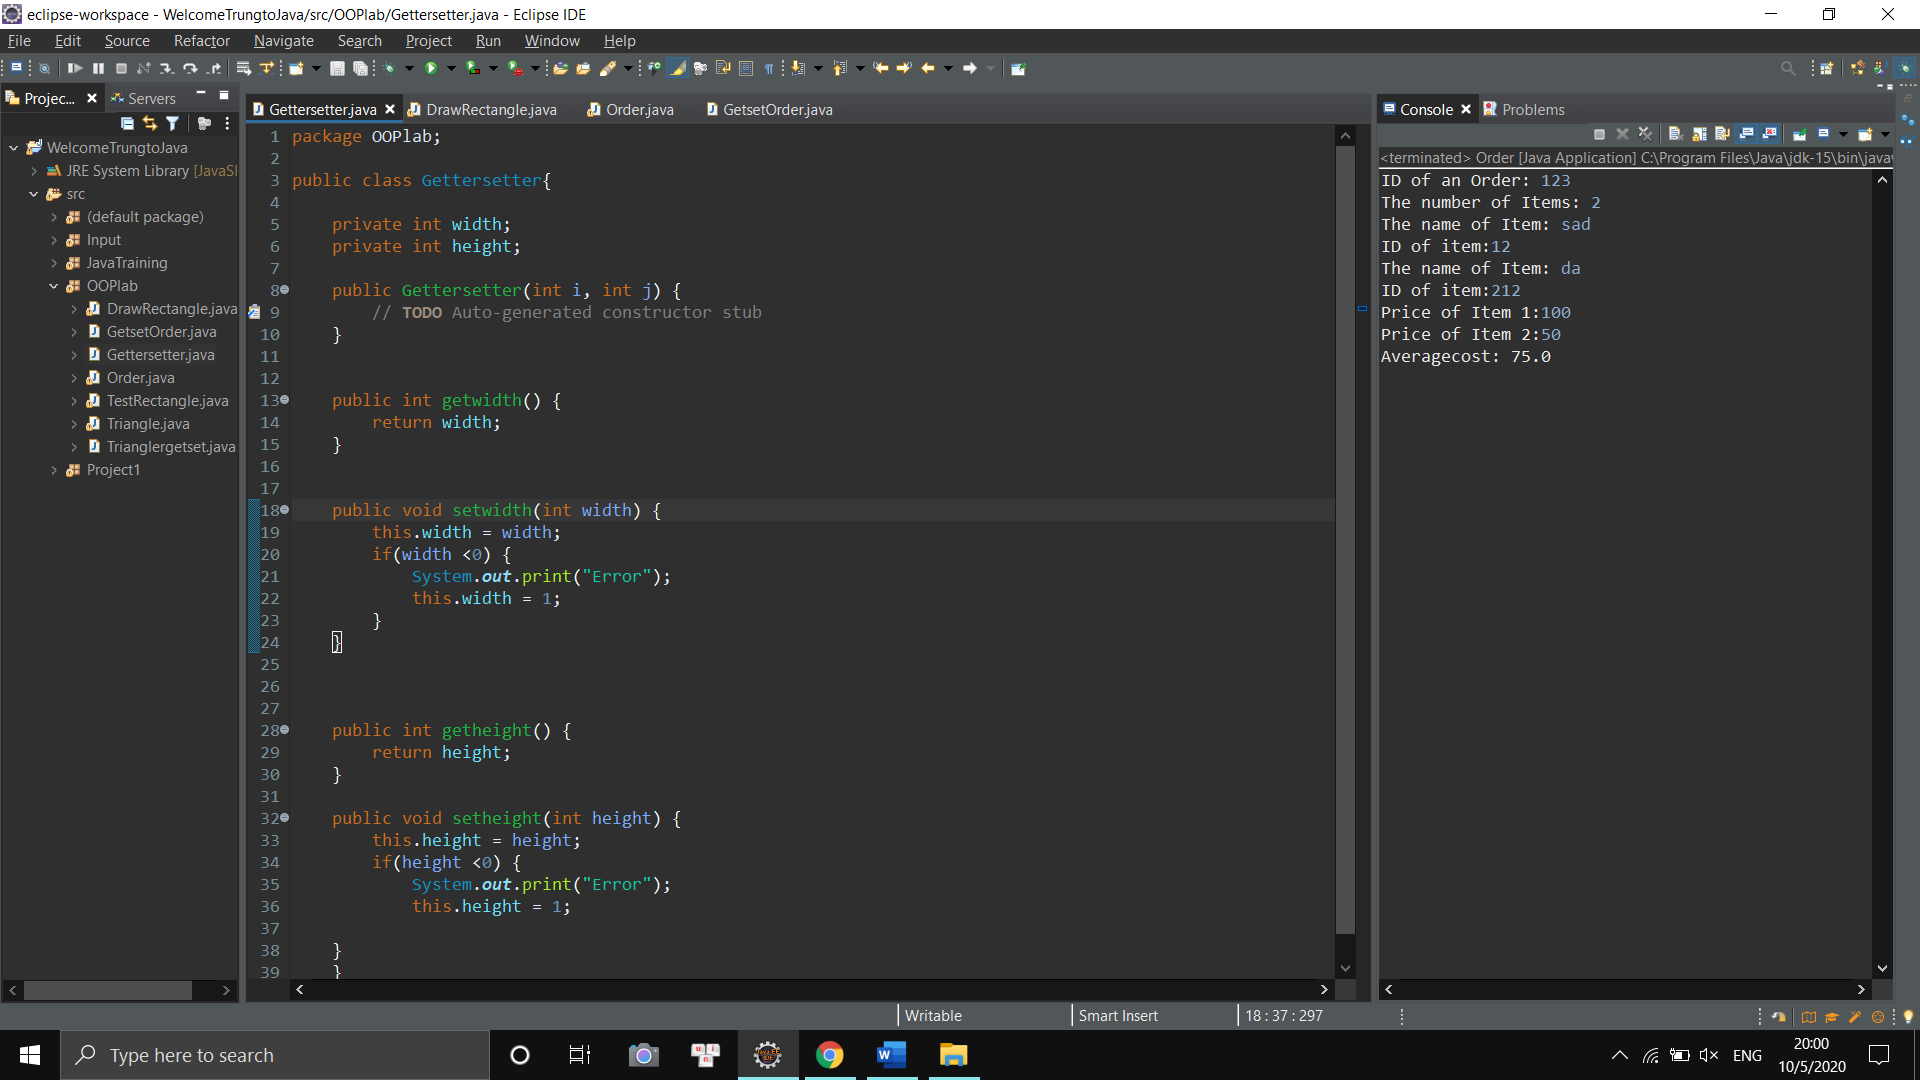 eclipse-workspace - WelcomeTrungtoJava/src/OOPlab/Gettersetter.java - Eclipse IDE
File Edit Source Refactor Navigate Search Project Run Window Help
Projec... Servers
WelcomeTrungtoJava
JRE System Library [JavaSI
src
(default package)
Input
JavaTraining
OOPlab
DrawRectangle.java
GetsetOrder.java
Gettersetter.java
Order.java
TestRectangle.java
Triangle.java
Trianglergetset.java
Project1
Gettersetter.java DrawRectangle.java Order.java GetsetOrder.java
1 package OOPlab;
2
3 public class Gettersetter{
4
5 private int width;
6 private int height;
7
8 public Gettersetter(int i, int j) {
9 // TODO Auto-generated constructor stub
10 }
11
12
13 public int getwidth() {
14 return width;
15 }
16
17
18 public void setwidth(int width) {
19 this.width = width;
20 if(width <0) {
21 System.out.print("Error");
22 this.width = 1;
23 }
24 }
25
26
27
28 public int getheight() {
29 return height;
30 }
31
32 public void setheight(int height) {
33 this.height = height;
34 if(height <0) {
35 System.out.print("Error");
36 this.height = 1;
37
38 }
39 }
Console Problems
<terminated> Order [Java Application] C:\Program Files\Java\jdk-15\bin\javav
ID of an Order: 123
The number of Items: 2
The name of Item: sad
ID of item:12
The name of Item: da
ID of item:212
Price of Item 1:100
Price of Item 2:50
Averagecost: 75.0
Writable Smart Insert 18 : 37 : 297
Type here to search
ENG
20:00
10/5/2020